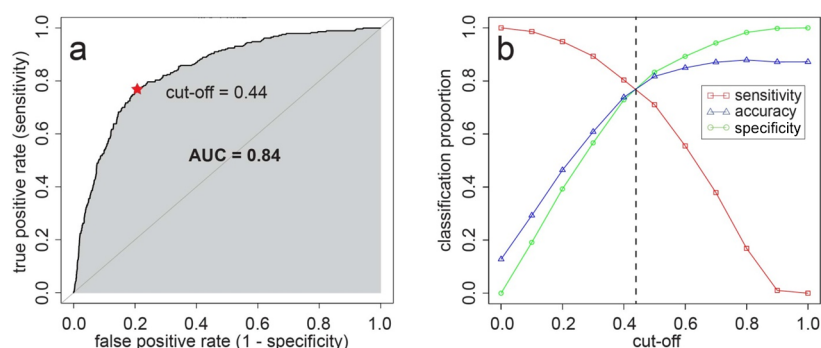 a
cut-off = 0.44
AUC = 0.84
true positive rate (sensitivity)
0.0 0.2 0.4 0.6 0.8 1.0
0.0 0.2 0.4 0.6 0.8 1.0
false positive rate (1 - specificity)
b
sensitivity
accuracy
specificity
classification proportion
0.0 0.2 0.4 0.6 0.8 1.0
0.0 0.2 0.4 0.6 0.8 1.0
cut-off